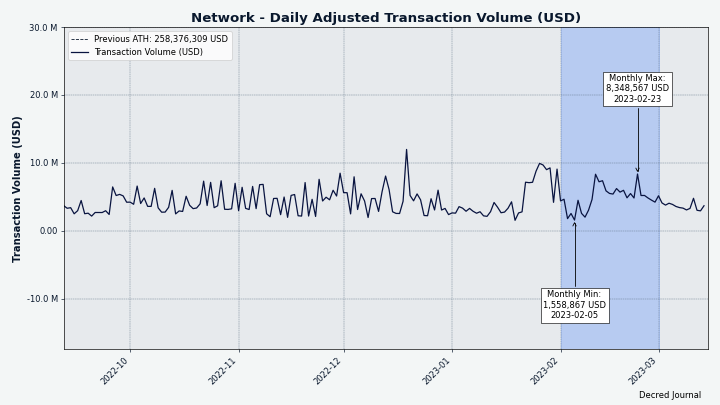 Network - Daily Adjusted Transaction Volume (USD)
30.0 M
Previous ATH: 258,376,309 USD
Transaction Volume (USD)
Monthly Max:
8,348,567 USD
2023-02-23
20.0 M
10.0 M
0.00
-10.0 M
Transaction Volume (USD)
Monthly Min:
1,558,867 USD
2023-02-05
2022-10
2022-11
2022-12
2023-01
2023-02
2023-03
Decred Journal